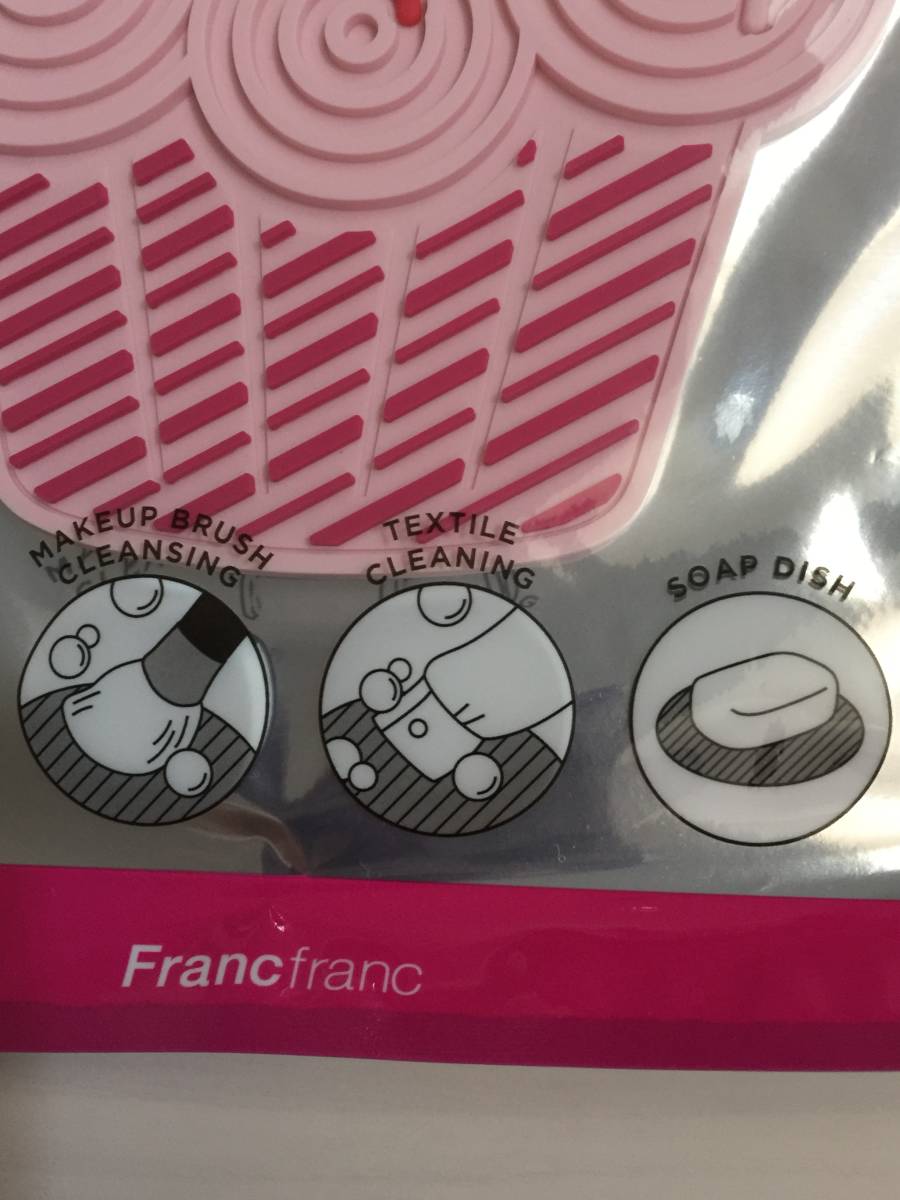 MAKEUP BRUSH
CLEANSING
TEXTILE
CLEANING
SOAP DISH
Francfranc